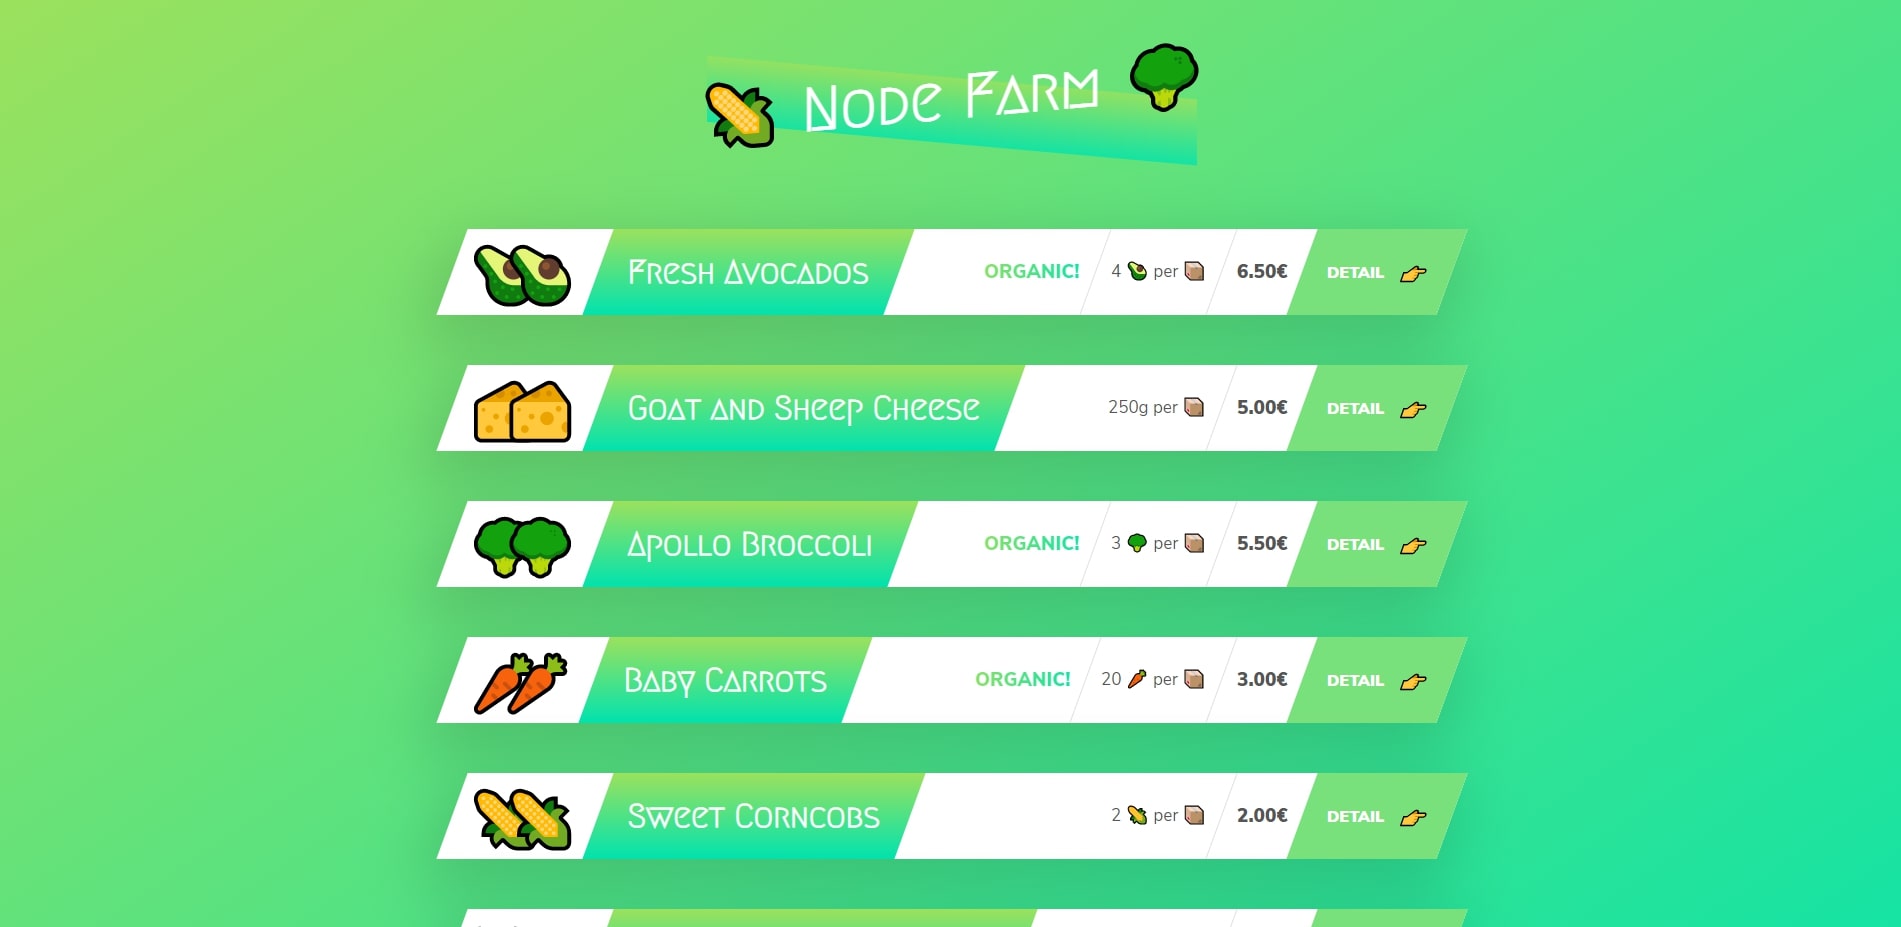 Node Farm
Fresh Avocados ORGANIC! 4 🥑 per 📦 6.50€ DETAIL 👉
Goat and Sheep Cheese 250g per 📦 5.00€ DETAIL 👉
Apollo Broccoli ORGANIC! 3 🥦 per 📦 5.50€ DETAIL 👉
Baby Carrots ORGANIC! 20 🥕 per 📦 3.00€ DETAIL 👉
Sweet Corncobs 2 🌽 per 📦 2.00€ DETAIL 👉